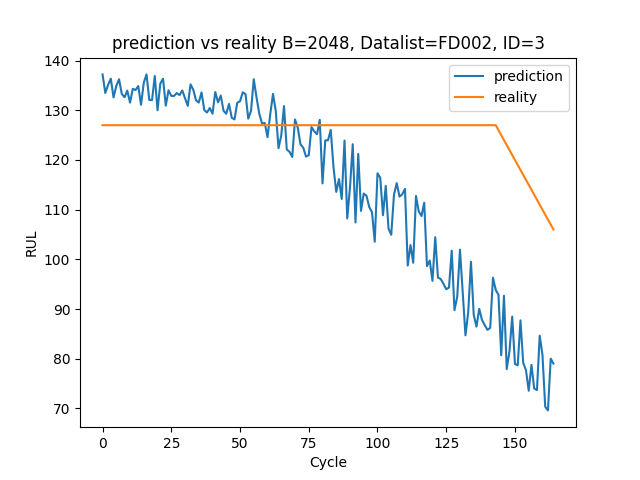 prediction vs reality B=2048, Datalist=FD002, ID=3
prediction
reality
RUL
140
130
120
110
100
90
80
70
0 25 50 75 100 125 150
Cycle